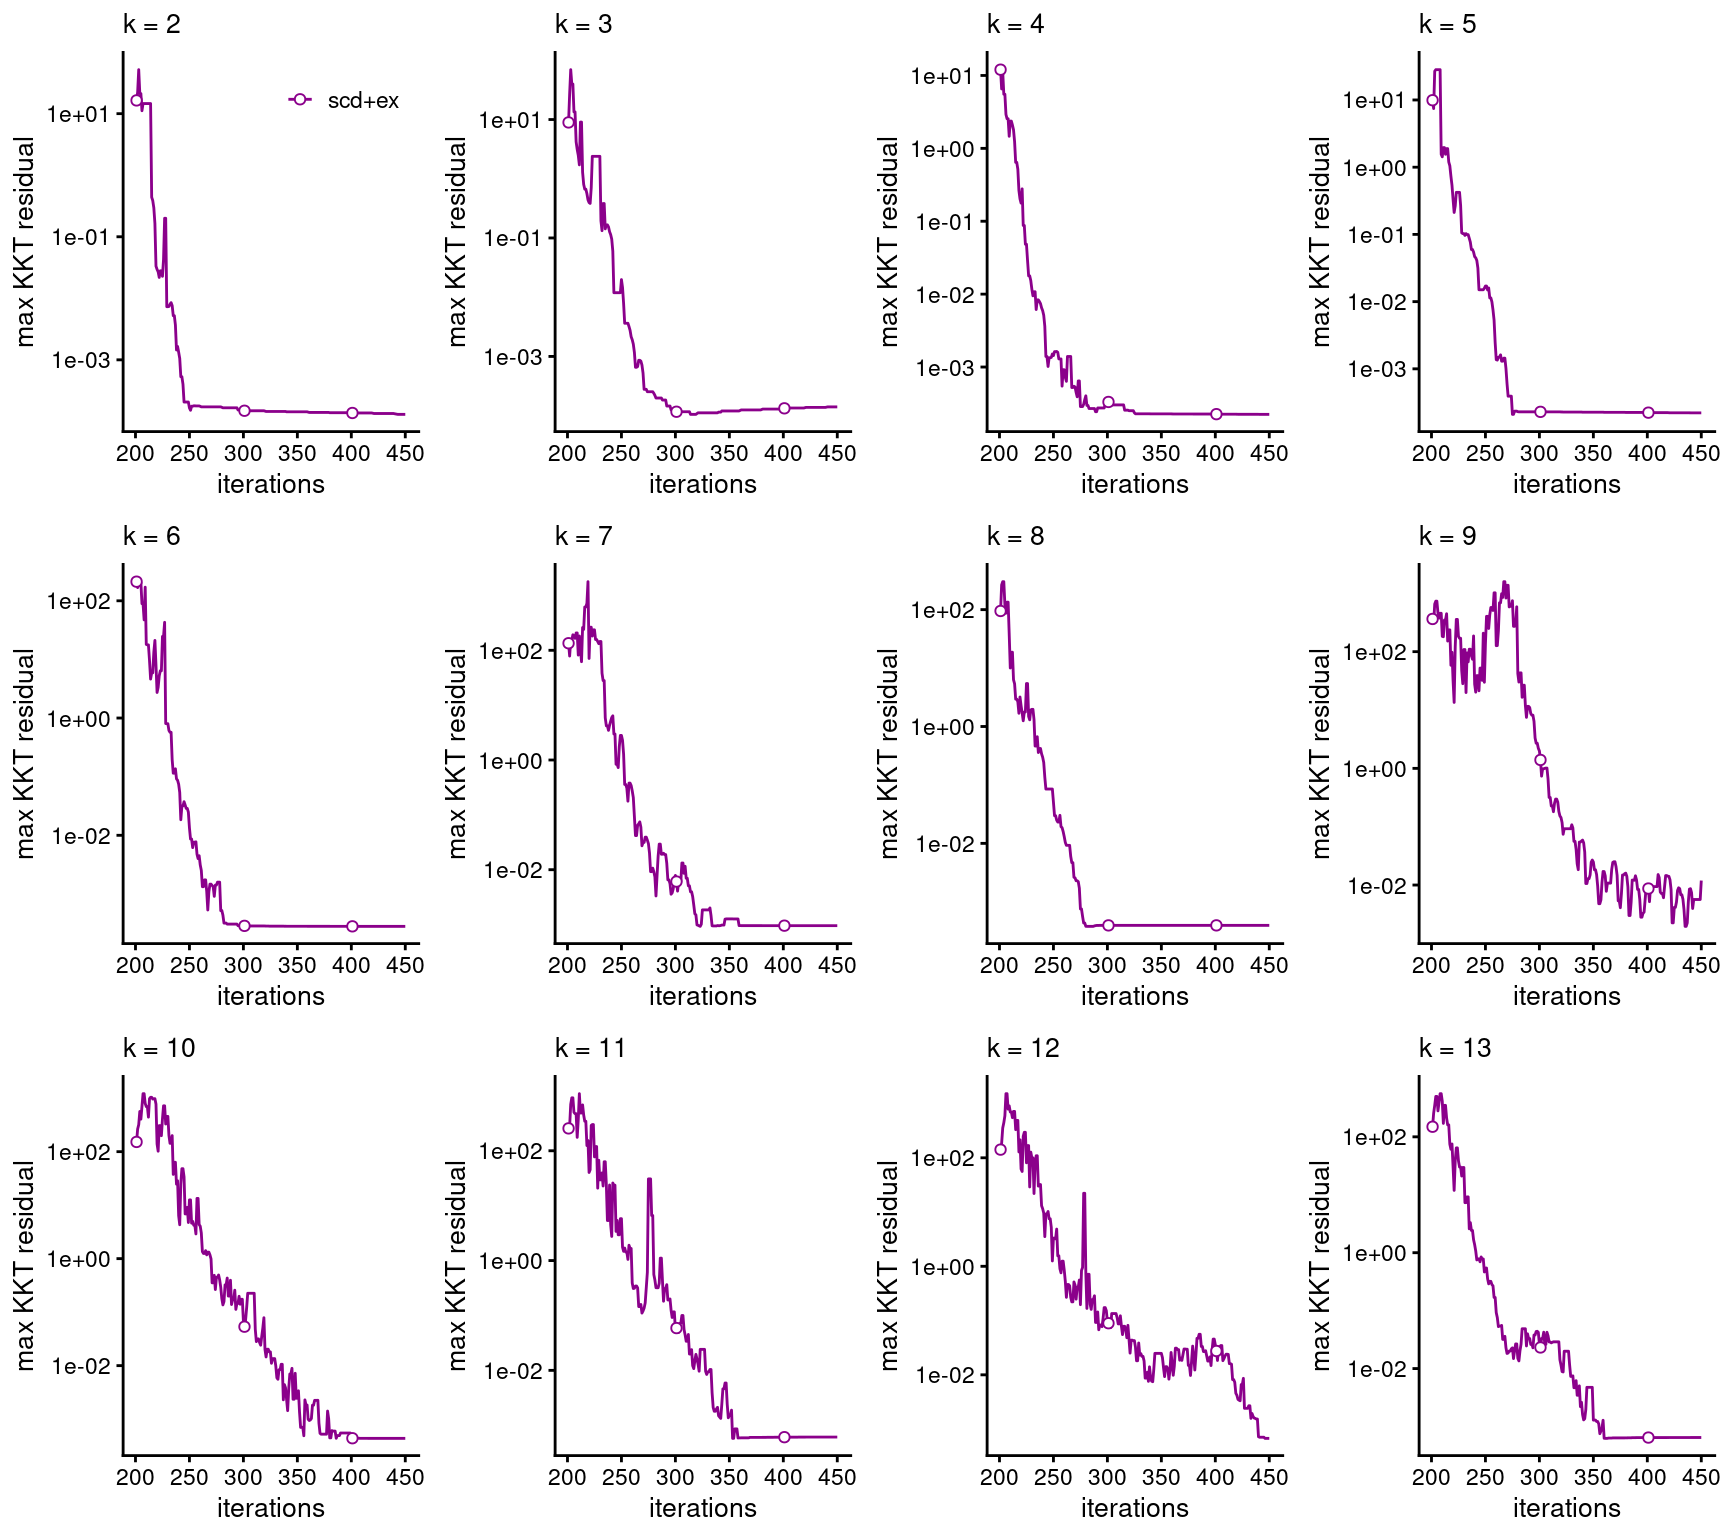 k = 2
k = 3
k = 4
k = 5
max KKT residual
1e+01
1e-01
1e-03
scd+ex
200 250 300 350 400 450
iterations
max KKT residual
1e+01
1e-01
1e-03
200 250 300 350 400 450
iterations
max KKT residual
1e+01
1e+00
1e-01
1e-02
1e-03
200 250 300 350 400 450
iterations
max KKT residual
1e+01
1e+00
1e-01
1e-02
1e-03
200 250 300 350 400 450
iterations
k = 6
k = 7
k = 8
k = 9
max KKT residual
1e+02
1e+00
1e-02
200 250 300 350 400 450
iterations
max KKT residual
1e+02
1e+00
1e-02
200 250 300 350 400 450
iterations
max KKT residual
1e+02
1e+00
1e-02
200 250 300 350 400 450
iterations
max KKT residual
1e+02
1e+00
1e-02
200 250 300 350 400 450
iterations
k = 10
k = 11
k = 12
k = 13
max KKT residual
1e+02
1e+00
1e-02
200 250 300 350 400 450
iterations
max KKT residual
1e+02
1e+00
1e-02
200 250 300 350 400 450
iterations
max KKT residual
1e+02
1e+00
1e-02
200 250 300 350 400 450
iterations
max KKT residual
1e+02
1e+00
1e-02
200 250 300 350 400 450
iterations